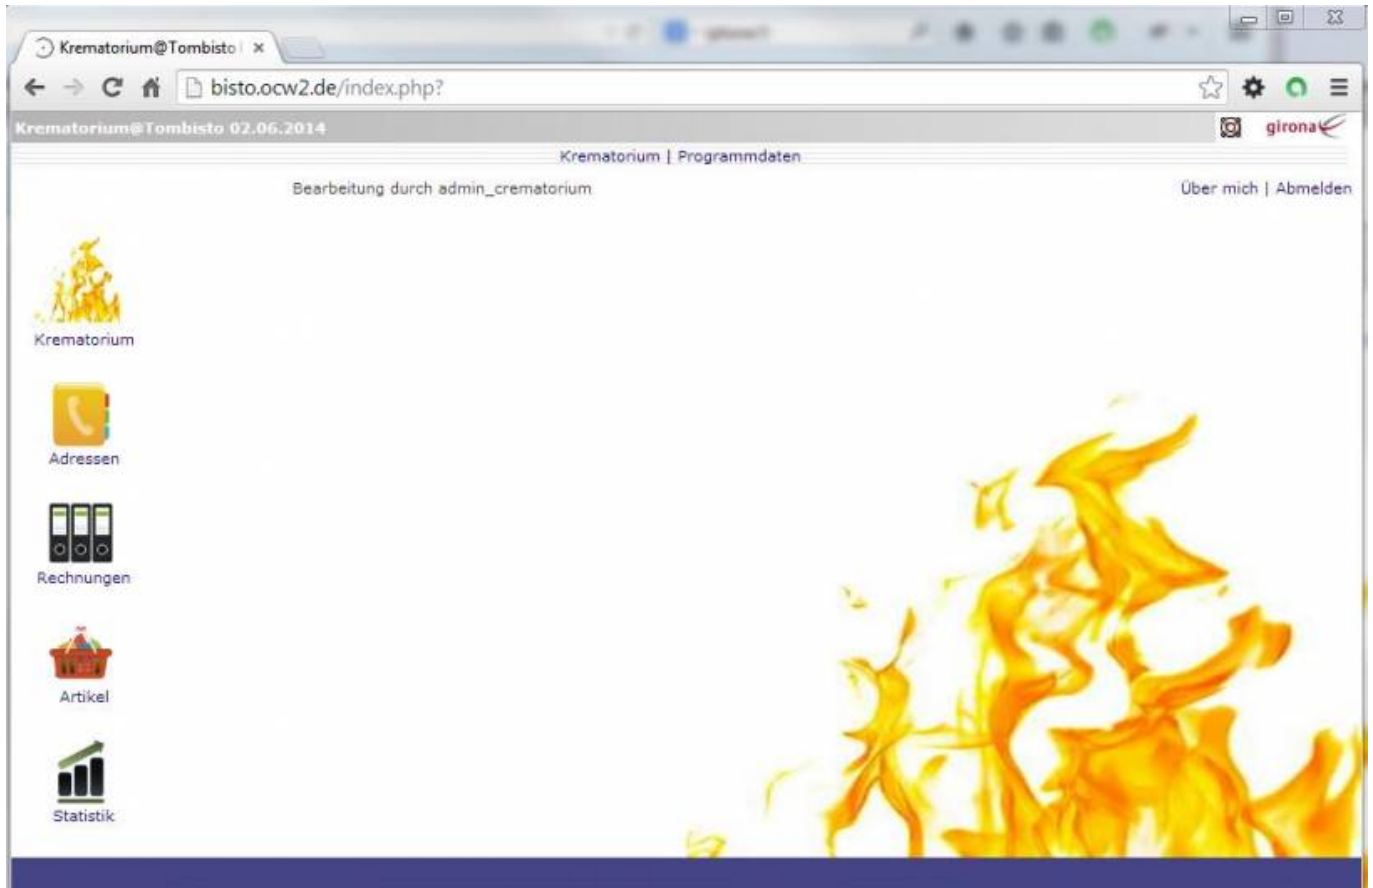 Krematorium@Tombisto
bisto.ocw2.de/index.php?
Krematorium@Tombisto 02.06.2014
girona
Krematorium | Programmdaten
Bearbeitung durch admin_crematorium
Über mich | Abmelden
Krematorium
Adressen
Rechnungen
Artikel
Statistik